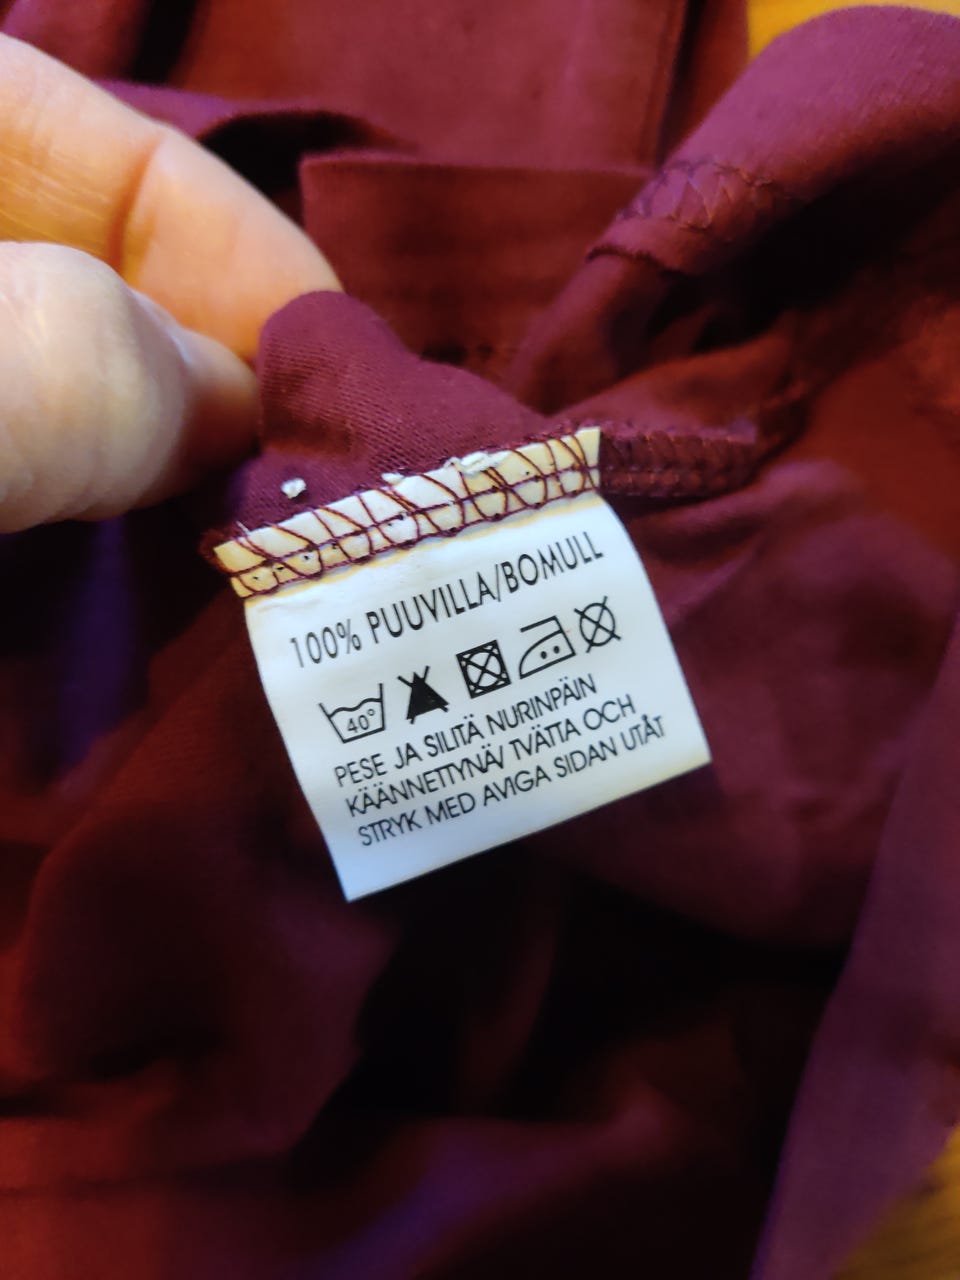 100% PUUVILLA/BOMULL
40°
PESE JA SILITÄ NURINPÄIN
KÄÄNNETTYNÄ/ TVÄTTA OCH
STRYK MED AVIGA SIDAN UTÅT